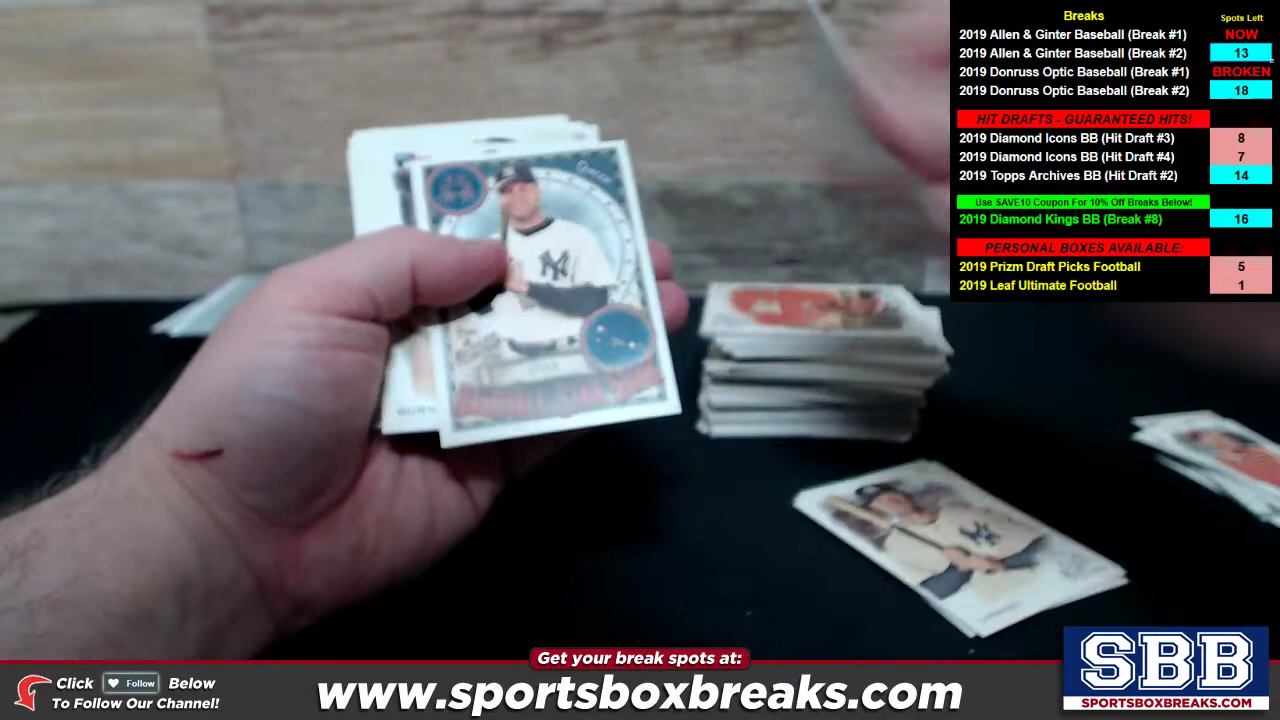 Breaks Spots Left
2019 Allen & Ginter Baseball (Break #1) NOW
2019 Allen & Ginter Baseball (Break #2) 13
2019 Donruss Optic Baseball (Break #1) BROKEN
2019 Donruss Optic Baseball (Break #2) 18
HIT DRAFTS - GUARANTEED HITS!
2019 Diamond Icons BB (Hit Draft #3) 8
2019 Diamond Icons BB (Hit Draft #4) 7
2019 Topps Archives BB (Hit Draft #2) 14
Use SAVE10 Coupon For 10% Off Breaks Below!
2019 Diamond Kings BB (Break #8) 16
PERSONAL BOXES AVAILABLE:
2019 Prizm Draft Picks Football 5
2019 Leaf Ultimate Football 1
Get your break spots at:
Click Follow Below
To Follow Our Channel!
www.sportsboxbreaks.com
SBB
SPORTSBOXBREAKS.COM